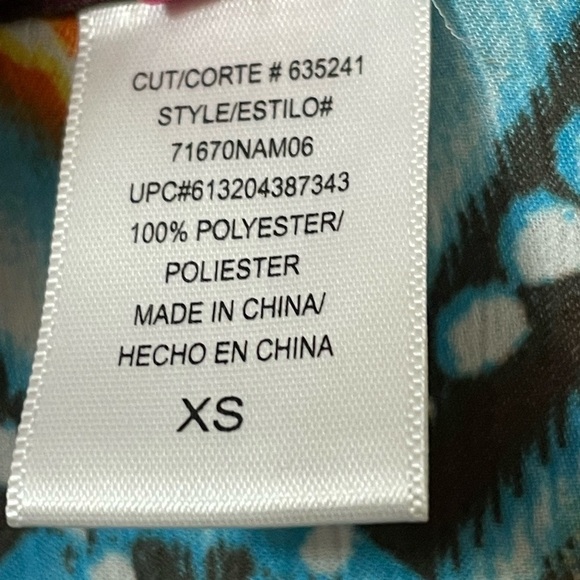 CUT/CORTE # 635241
STYLE/ESTILO#
71670NAM06
UPC#613204387343
100% POLYESTER/
POLIESTER
MADE IN CHINA/
HECHO EN CHINA
XS